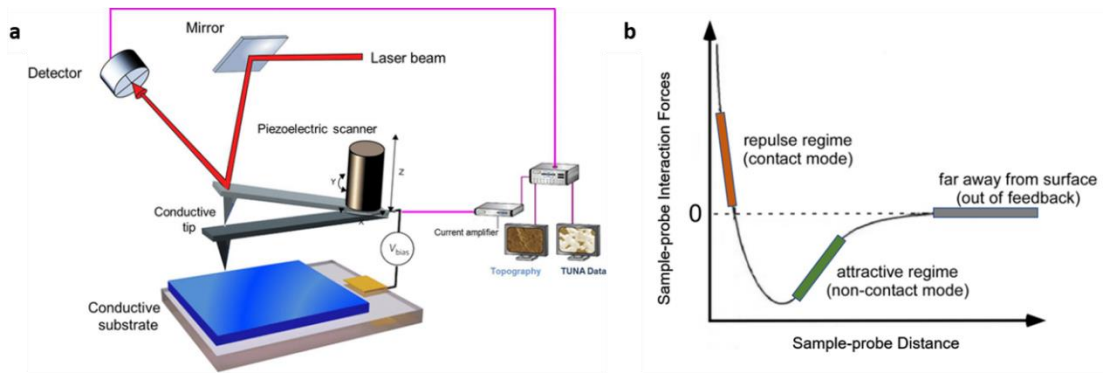 a
Mirror
Laser beam
Detector
Piezoelectric scanner
Z
Y
X
Conductive
tip
Current amplifier
Vbias
Topography
TUNA Data
Conductive
substrate
b
Sample-probe Interaction Forces
repulse regime
(contact mode)
far away from surface
(out of feedback)
0
attractive regime
(non-contact mode)
Sample-probe Distance